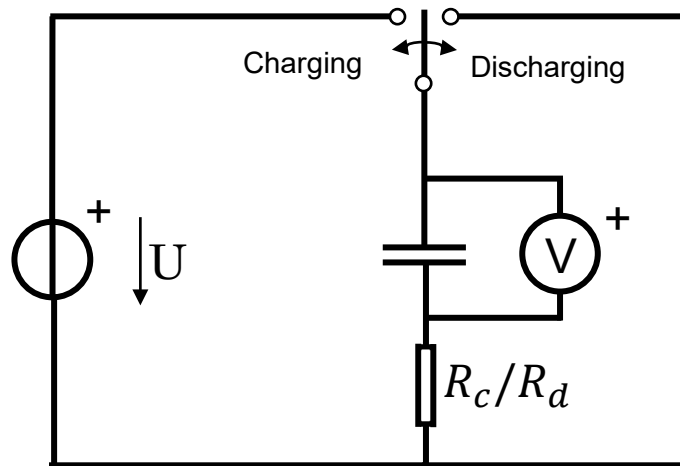 Charging
Discharging
+
U
V
+
R_c/R_d